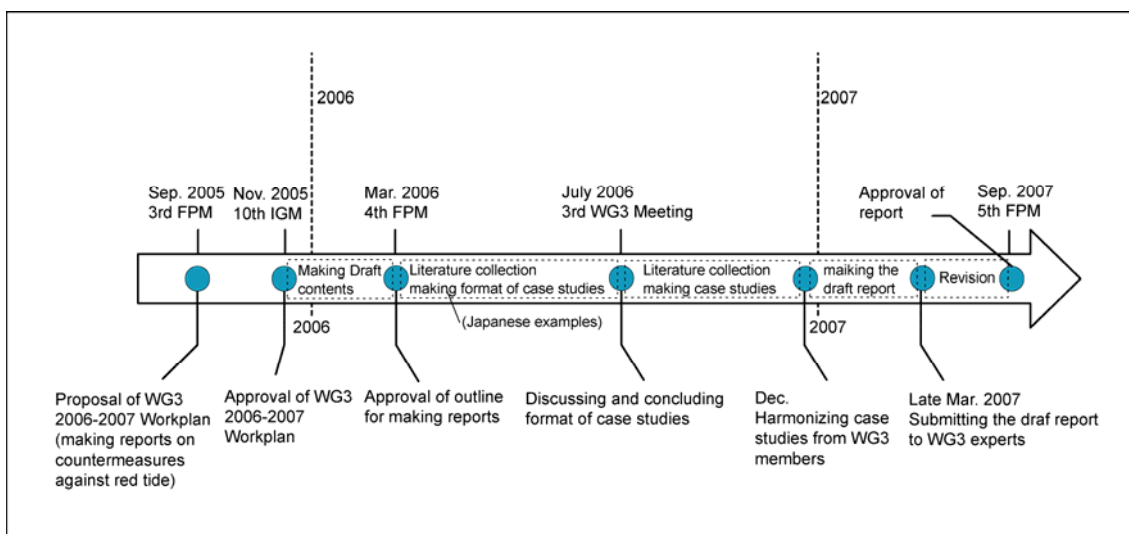 2006
2007
Sep. 2005
3rd FPM
Nov. 2005
10th IGM
Mar. 2006
4th FPM
July 2006
3rd WG3 Meeting
Approval of
report
Sep. 2007
5th FPM
Making Draft
contents
Literature collection
making format of case studies
Literature collection
making case studies
maiking the
draft report
Revision
(Japanese examples)
2006
2007
Proposal of WG3
2006-2007 Workplan
(making reports on
countermeasures
against red tide)
Approval of WG3
2006-2007
Workplan
Approval of outline
for making reports
Discussing and concluding
format of case studies
Dec.
Harmonizing case
studies from WG3
members
Late Mar. 2007
Submitting the draf report
to WG3 experts